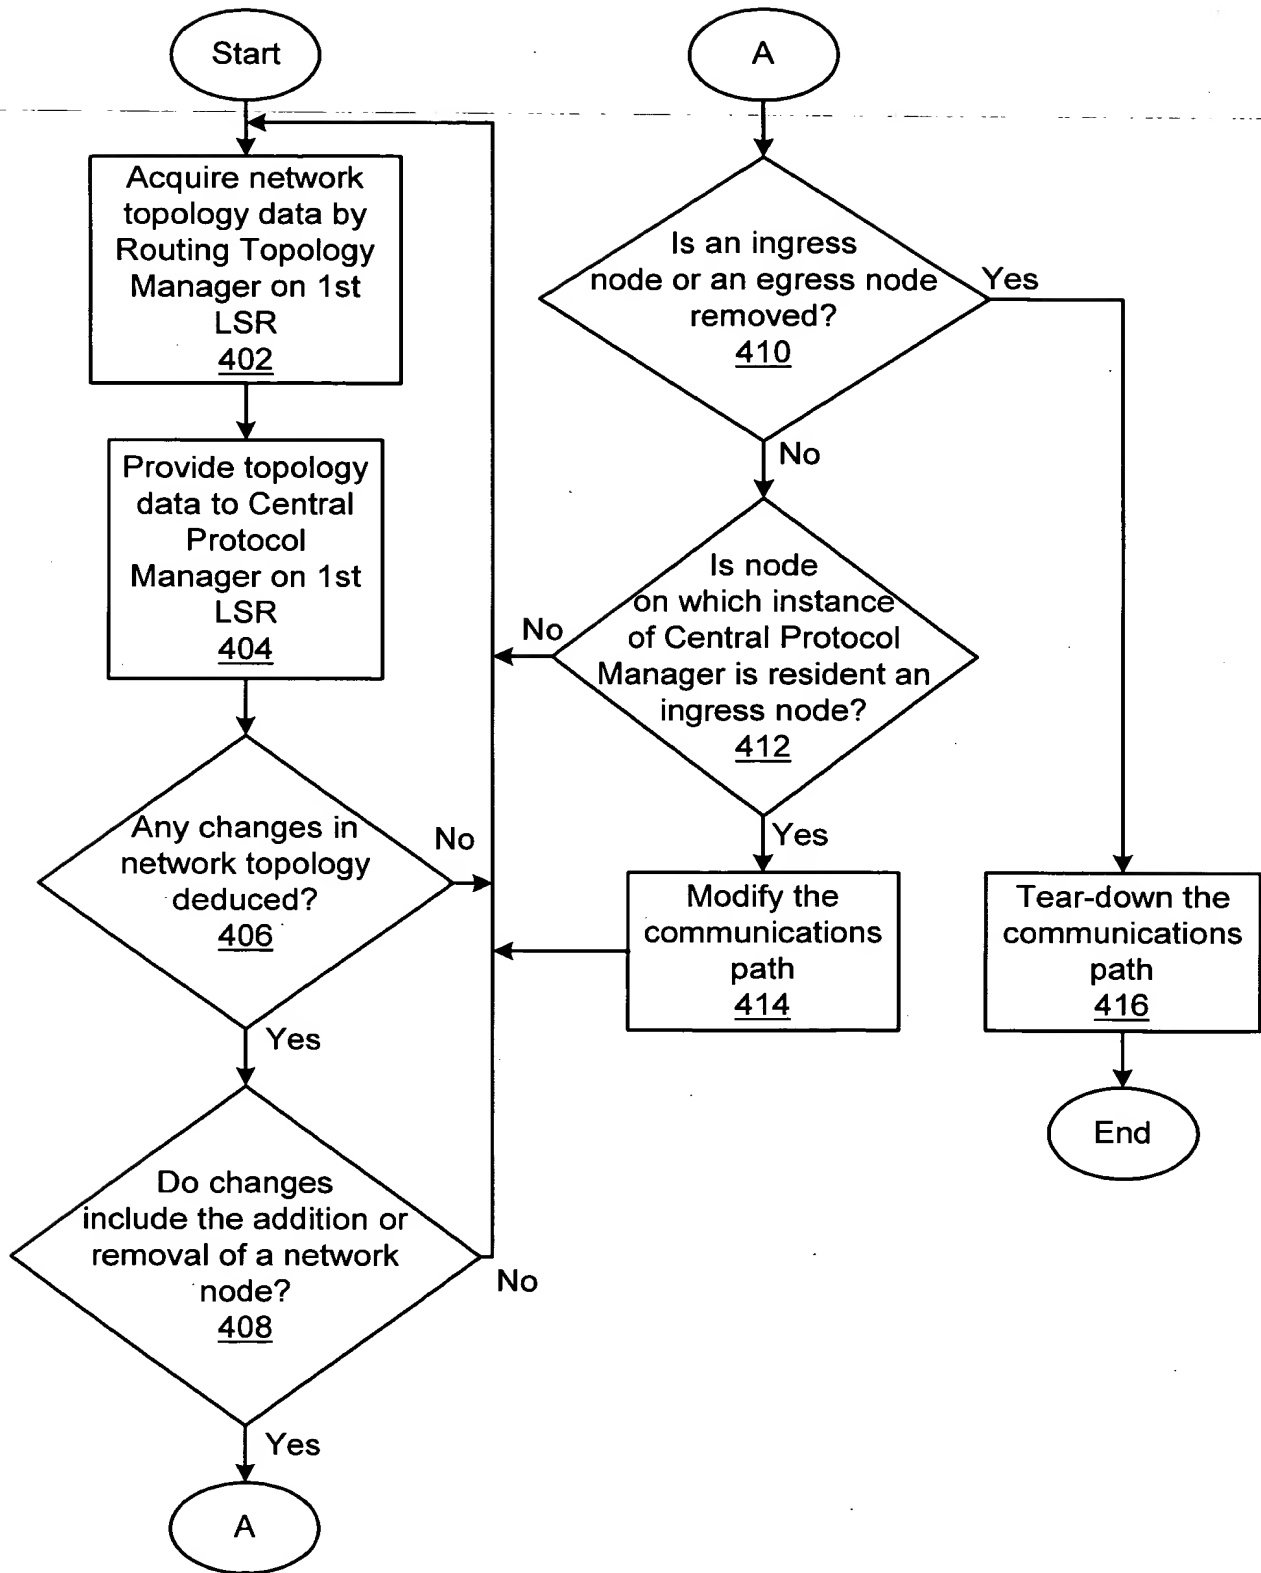 Start
Acquire network
topology data by
Routing Topology
Manager on 1st
LSR
402
Provide topology
data to Central
Protocol
Manager on 1st
LSR
404
Any changes in
network topology
deduced?
406
No
Yes
Do changes
include the addition or
removal of a network
node?
408
No
Yes
A
A
Is an ingress
node or an egress node
removed?
410
Yes
No
Is node
on which instance
of Central Protocol
Manager is resident an
ingress node?
412
No
Yes
Modify the
communications
path
414
Tear-down the
communications
path
416
End